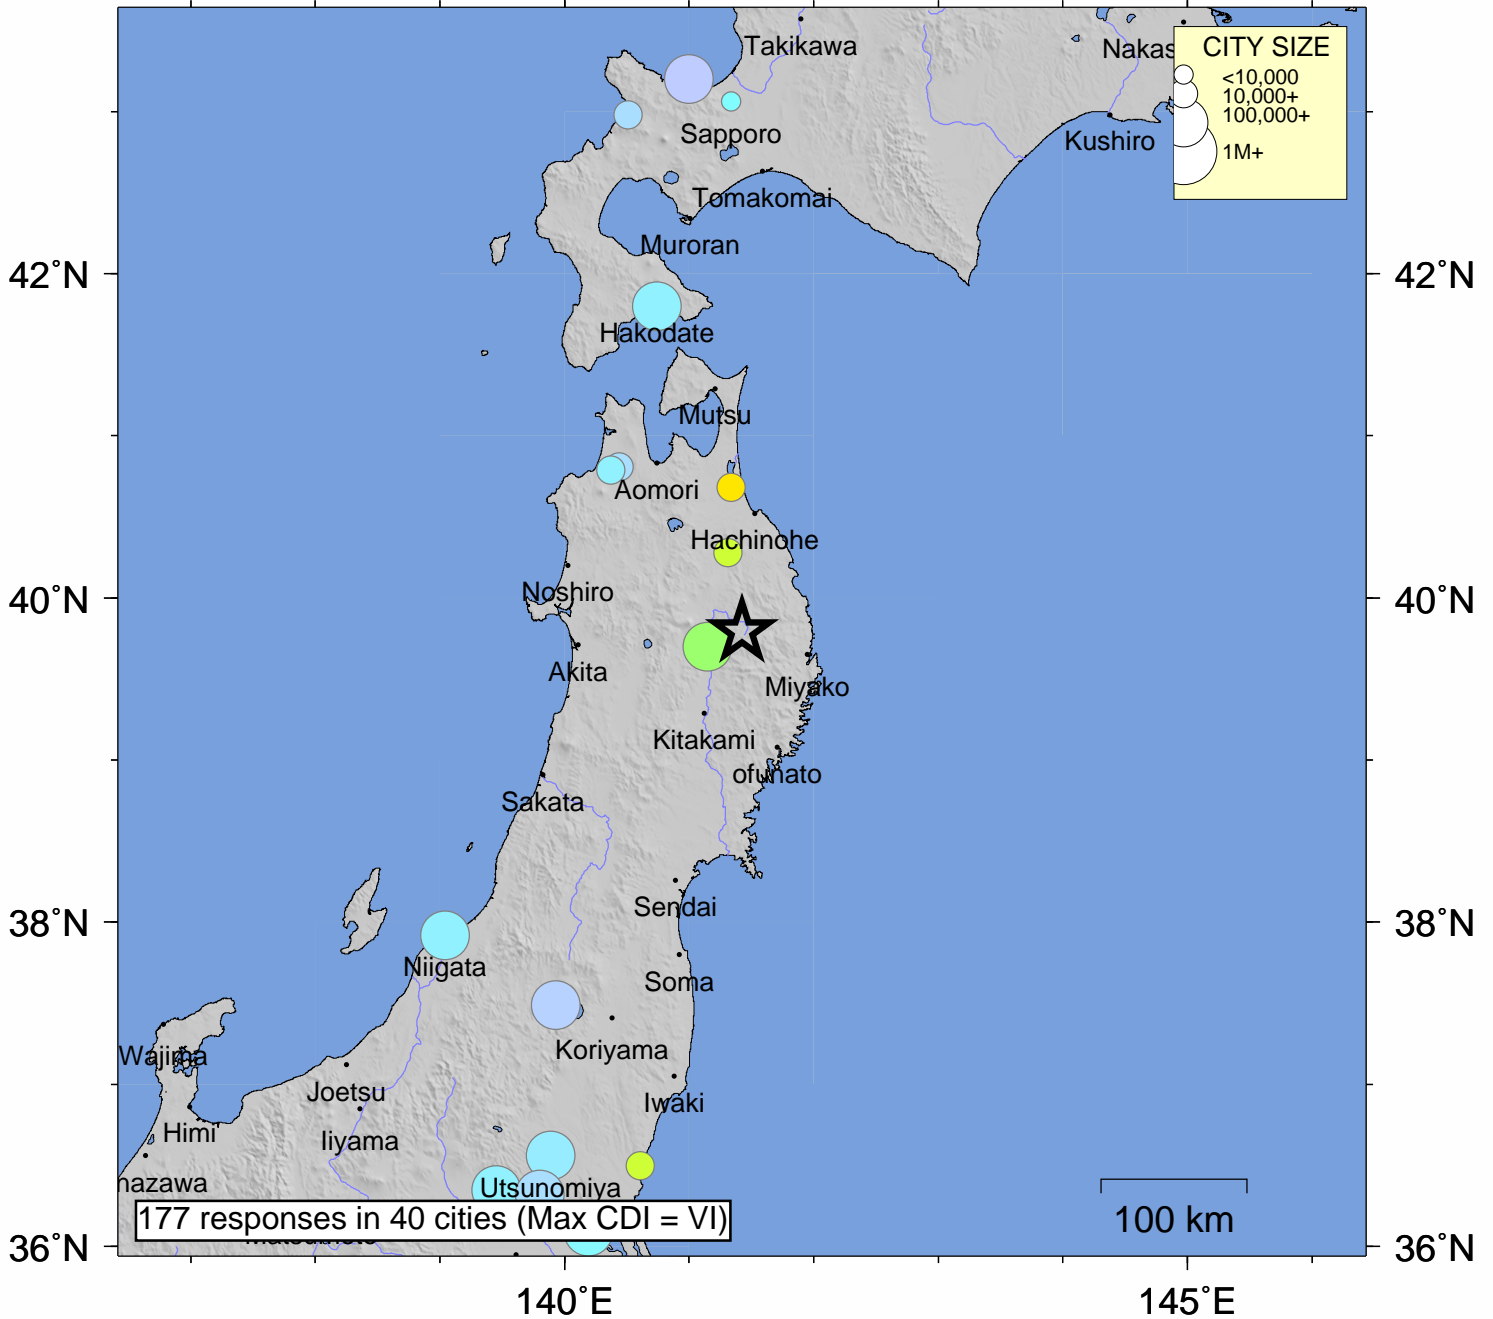 Takikawa
Nakas
CITY SIZE
<10,000
10,000+
100,000+
1M+
Sapporo
Kushiro
Tomakomai
Muroran
42˚N
42˚N
Hakodate
Mutsu
Aomori
Hachinohe
Noshiro
40˚N
40˚N
Akita
Miyako
Kitakami
ofunato
Sakata
Sendai
38˚N
38˚N
Niigata
Soma
Koriyama
Wajima
Joetsu
Iwaki
Himi
Iiyama
nazawa
Utsunomiya
177 responses in 40 cities (Max CDI = VI)
100 km
36˚N
36˚N
140˚E
145˚E